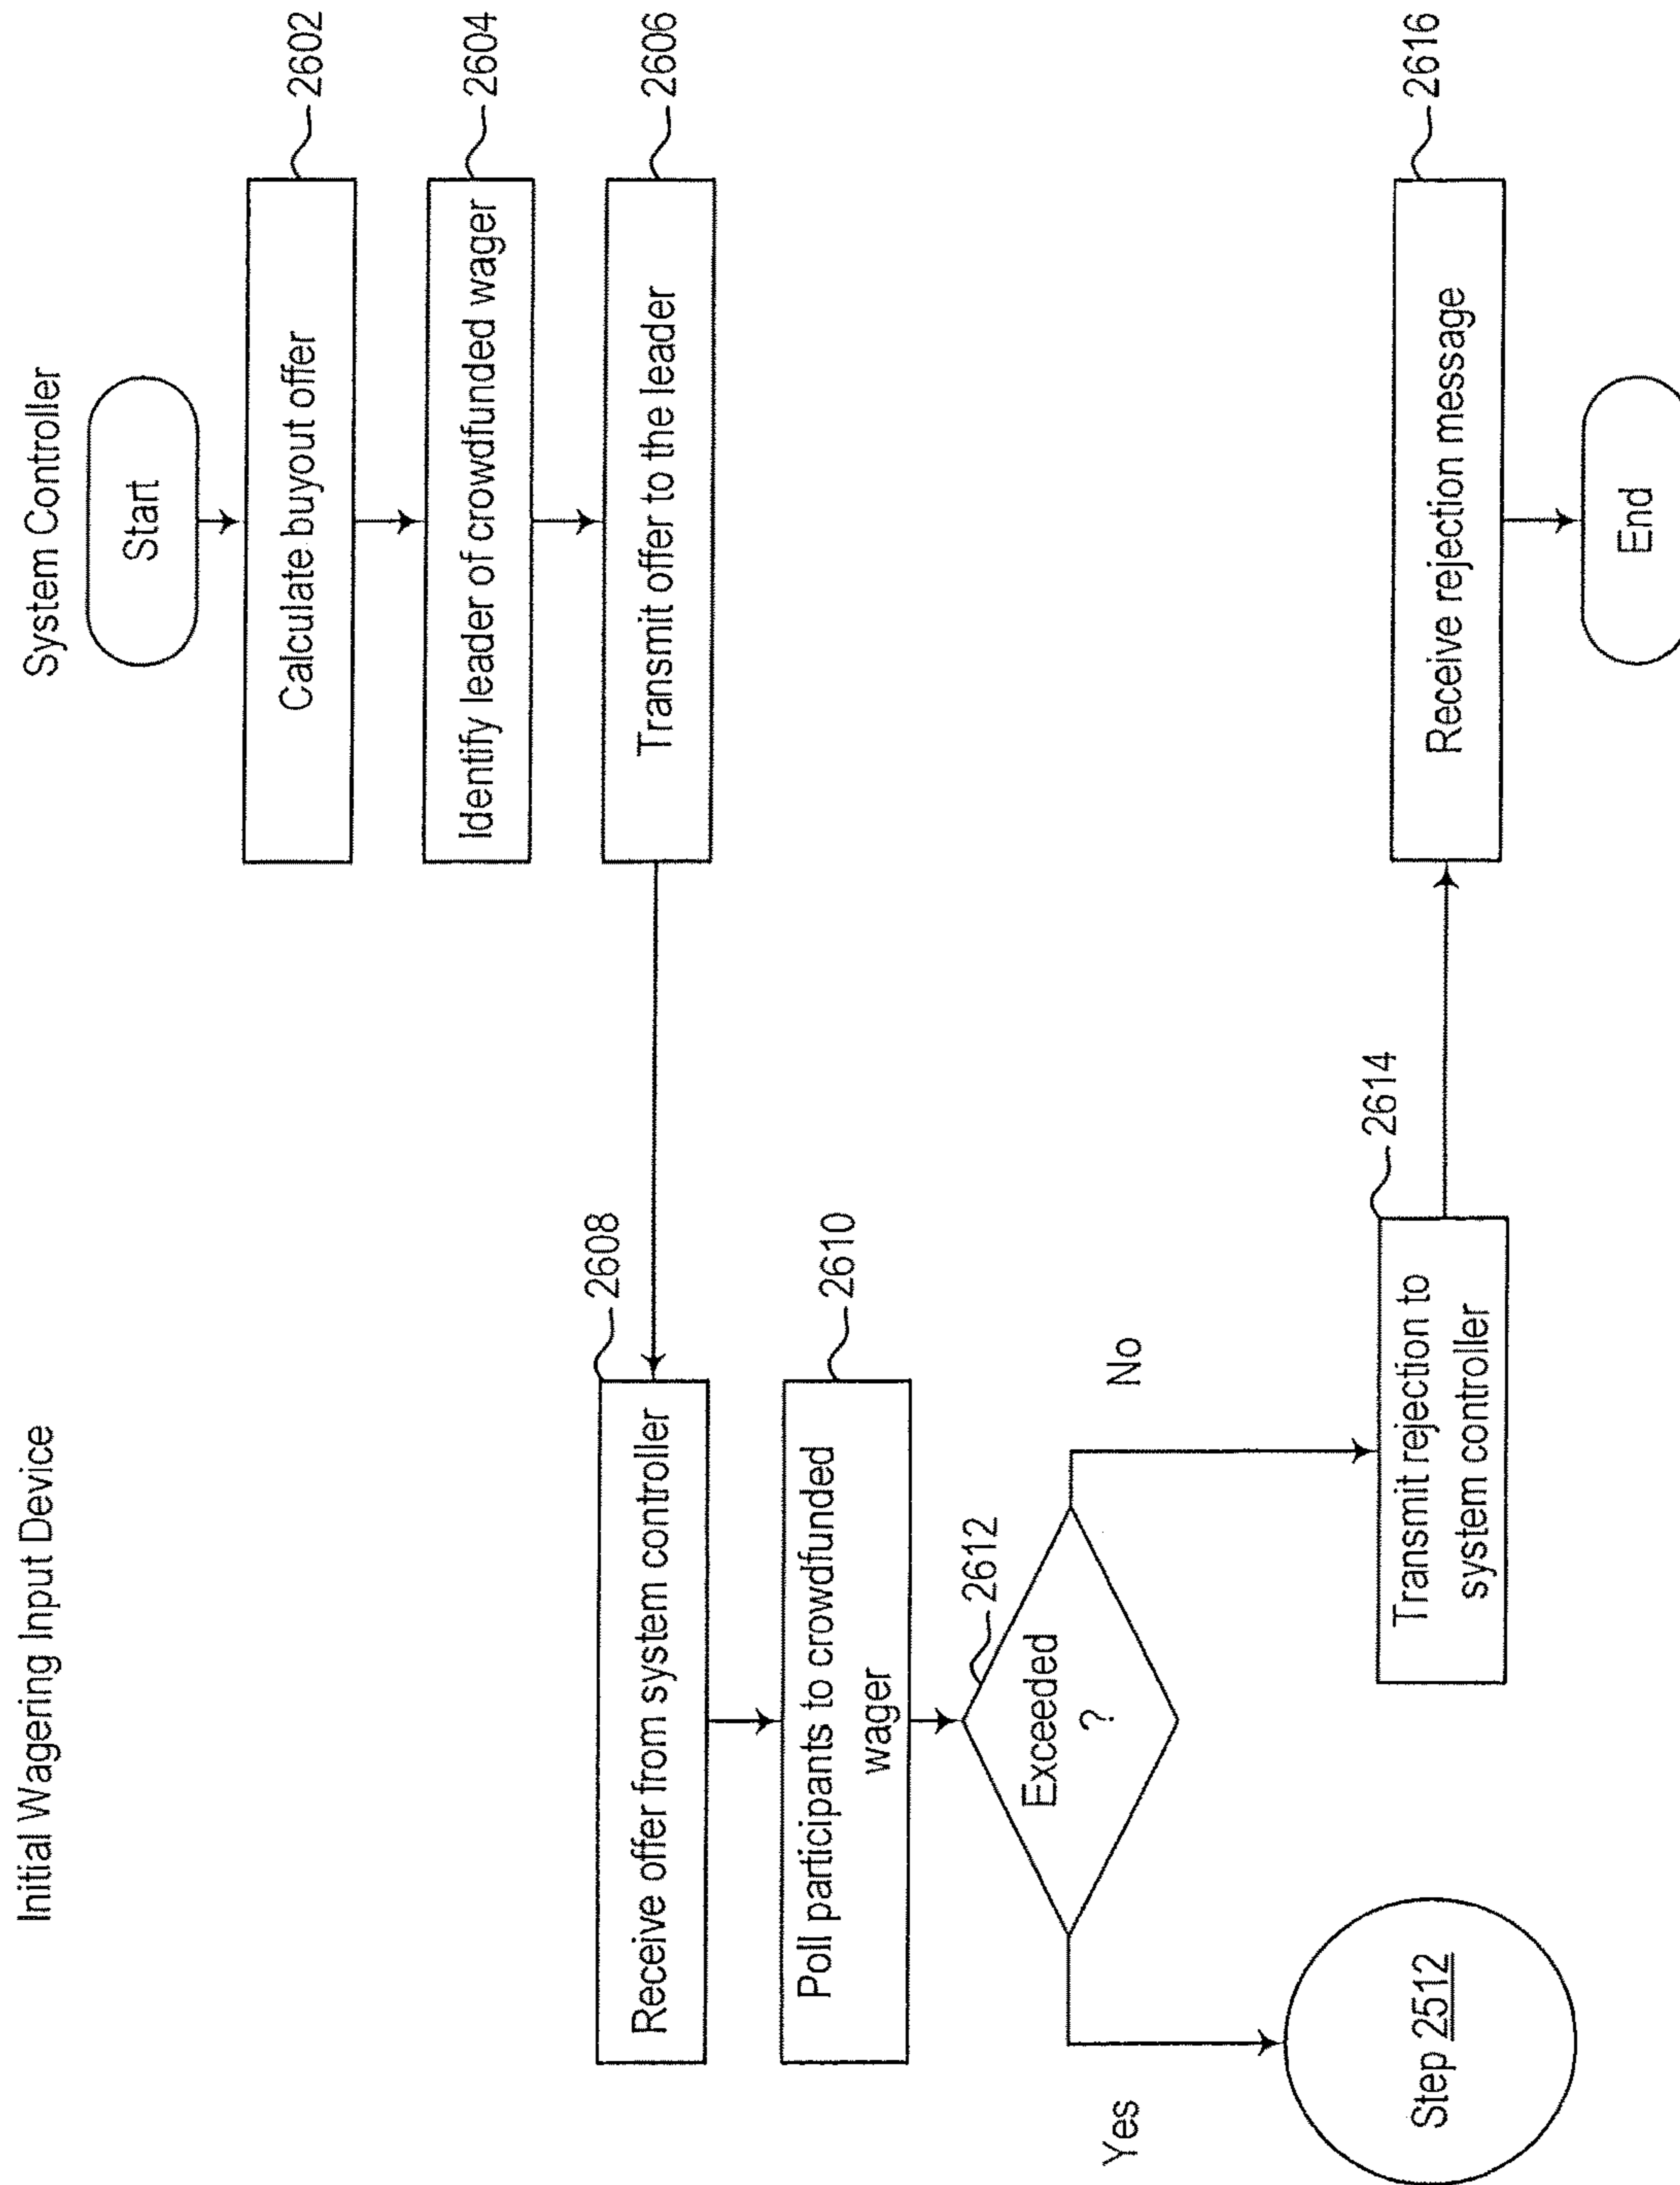 Initial Wagering Input Device
System Controller
Start
Calculate buyout offer
2602
Identify leader of crowdfunded wager
2604
Transmit offer to the leader
2606
Receive offer from system controller
2608
Poll participants to crowdfunded
wager
2610
Exceeded
?
2612
Yes
No
Step 2512
Transmit rejection to
system controller
2614
Receive rejection message
2616
End